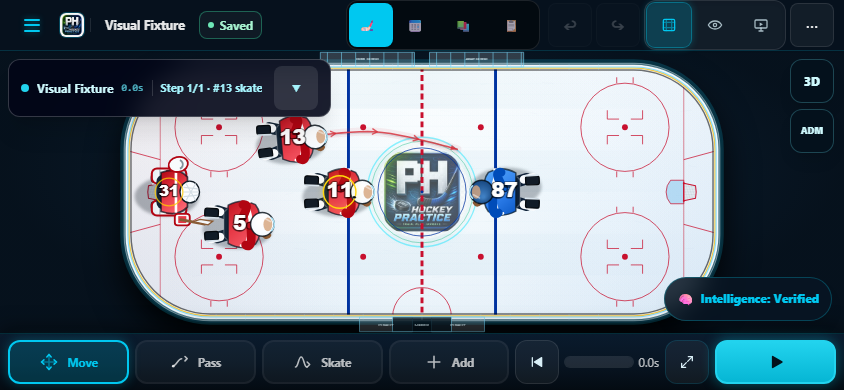 PH
Visual Fixture
Saved
...
Visual Fixture 0.0s Step 1/1 · #13 skate
3D
ADM
13
31
11
87
5
PH
HOCKEY
PRACTICE
Intelligence: Verified
Move
Pass
Skate
Add
0.0s